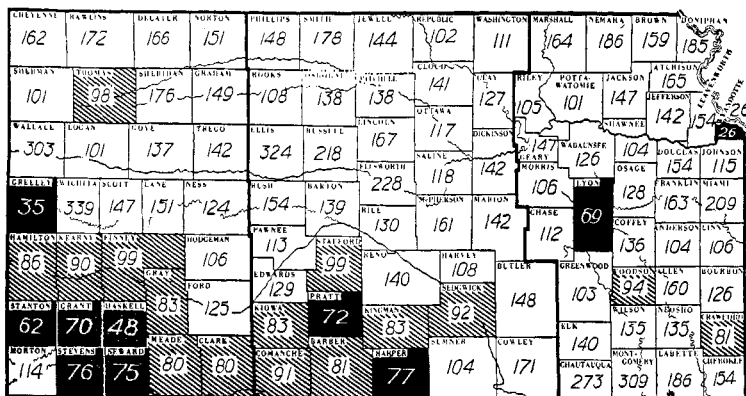 CHEYENNE RAWLINS DECATUR NORTON PHILLIPS SMITH JEWELL REPUBLIC WASHINGTON MARSHALL NEMAHA BROWN DONIPHAN
162 172 166 151 148 178 144 102 111 164 186 159 185
SHERMAN THOMAS SHERIDAN GRAHAM ROOKS OSBORNE MITCHELL CLOUD CLAY RILEY POTTAWATOMIE JACKSON ATCHISON JEFFERSON LEAVENWORTH
101 98 176 149 108 138 138 141 127 105 101 147 165 142 154 26
WALLACE LOGAN GOVE TREGO ELLIS RUSSELL LINCOLN OTTAWA DICKINSON GEARY WABAUNSEE SHAWNEE DOUGLAS JOHNSON
303 101 137 142 324 218 167 117 142 147 126 104 154 115
GREELEY WICHITA SCOTT LANE NESS RUSH BARTON ELLSWORTH SALINE MORRIS LYON OSAGE FRANKLIN MIAMI
35 339 147 151 124 154 139 228 118 106 69 128 163 209
HAMILTON KEARNY FINNEY HODGEMAN PAWNEE STAFFORD RICE M<sup>c</sup>PHERSON MARION CHASE COFFEY ANDERSON LINN
86 90 99 106 113 99 130 161 142 112 136 104 106
GRAY FORD EDWARDS RENO HARVEY BUTLER GREENWOOD WOODSON ALLEN BOURBON
83 125 129 140 108 148 103 94 160 126
STANTON GRANT HASKELL KIOWA PRATT KINGMAN SEDGWICK ELK WILSON NEOSHO CRAWFORD
62 70 48 83 72 83 92 140 135 135 81
MORTON STEVENS SEWARD MEADE CLARK COMANCHE BARBER HARPER SUMNER COWLEY CHAUTAUQUA MONTGOMERY LABETTE CHEROKEE
114 76 75 80 80 91 81 77 104 171 273 309 186 154